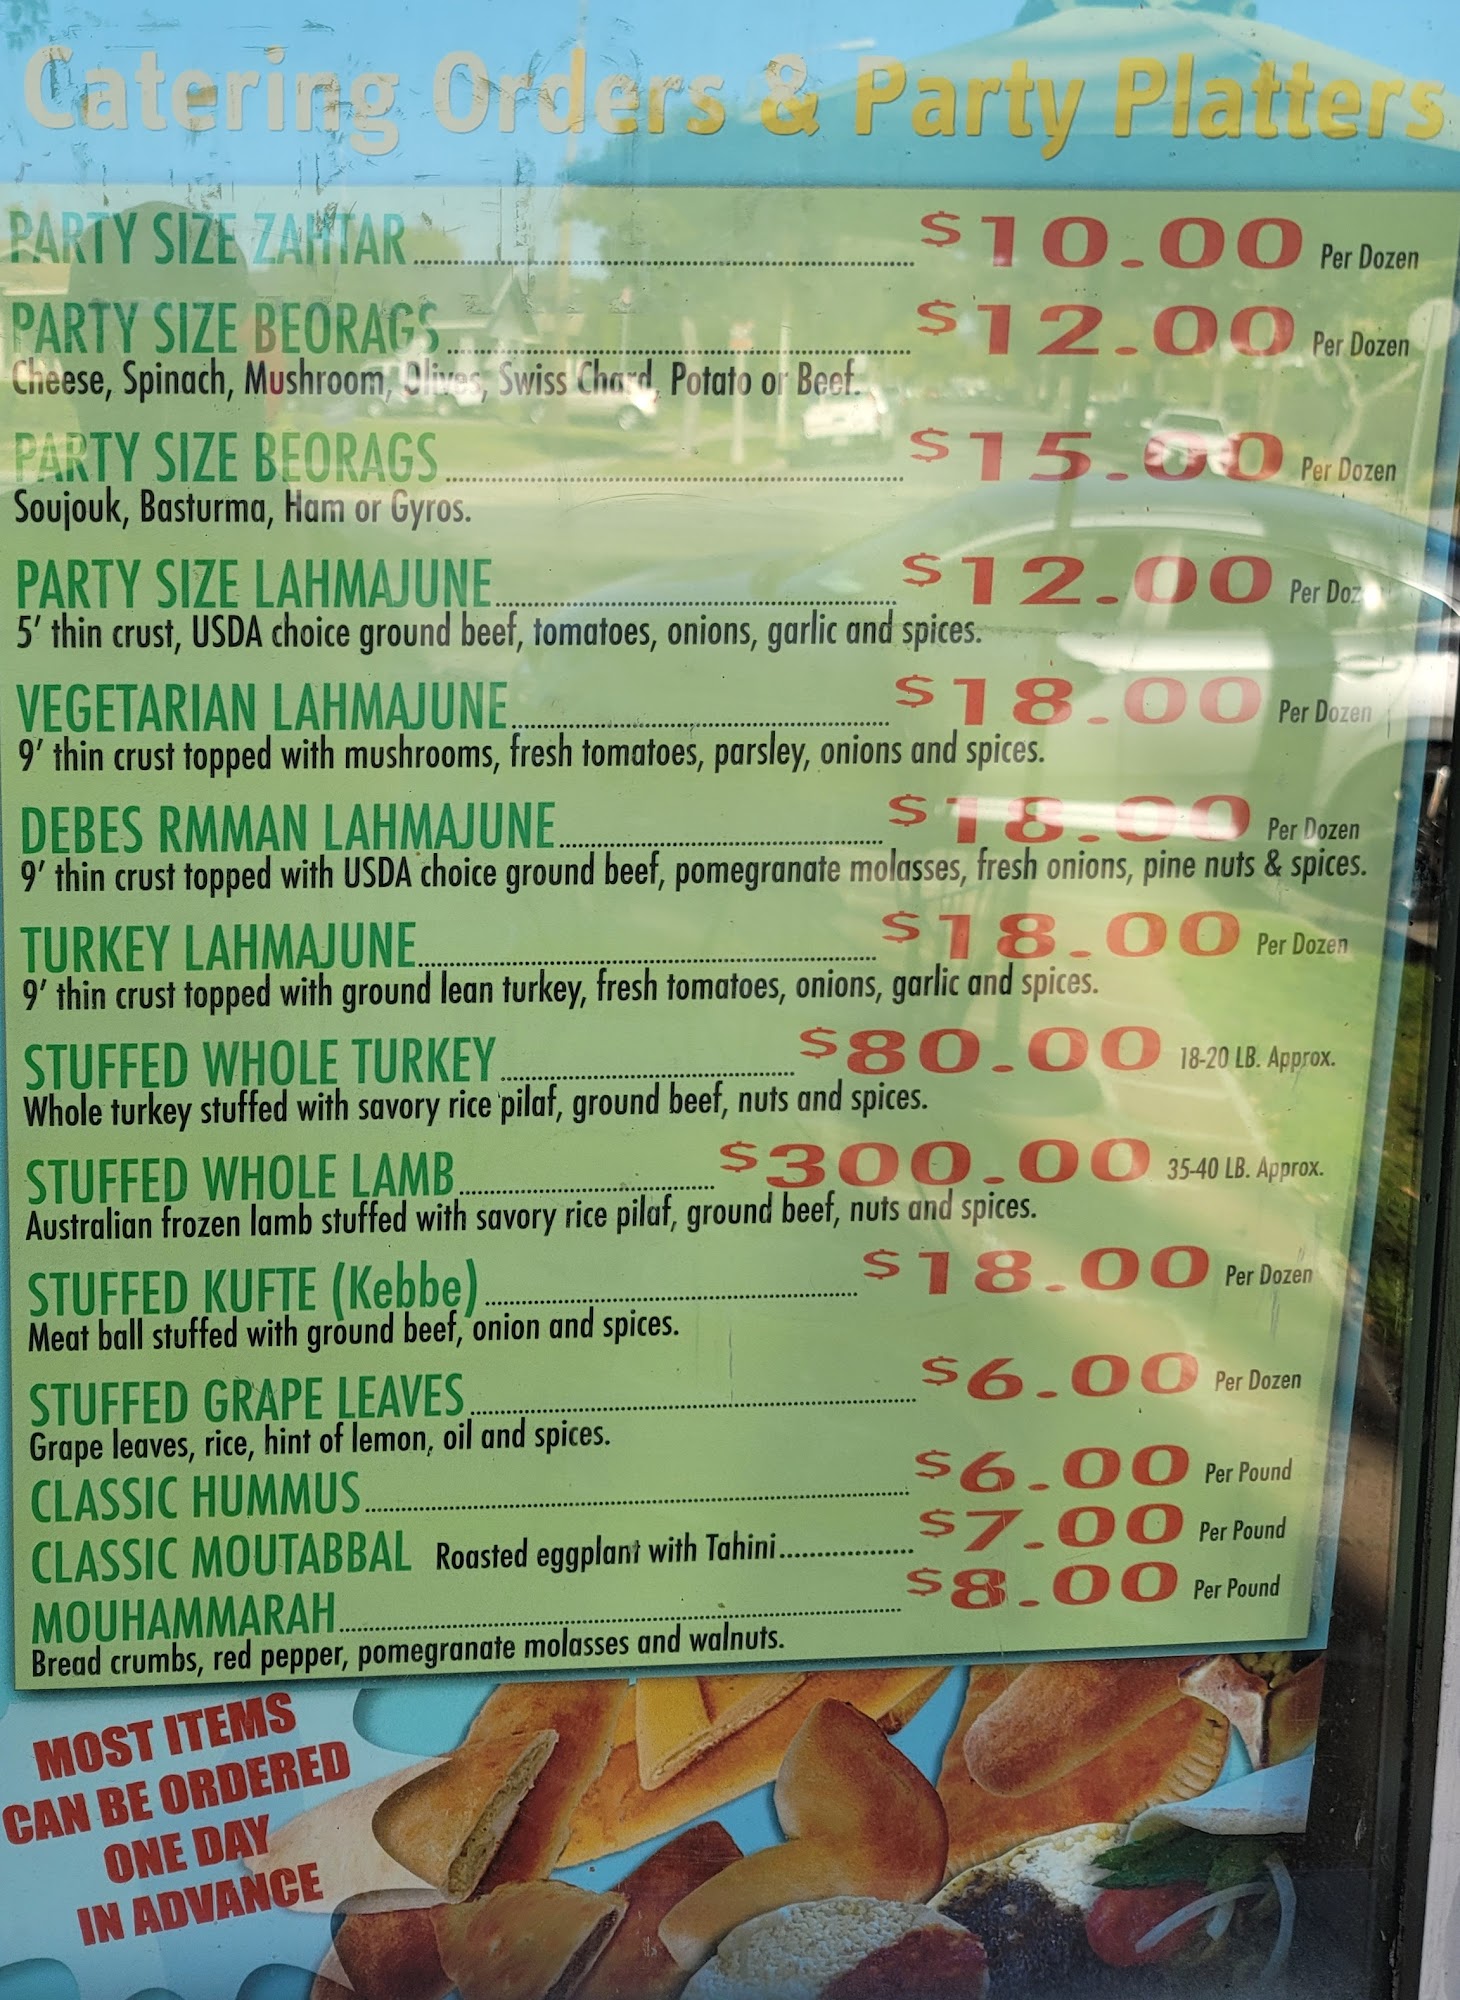 Catering Orders & Party Platters
PARTY SIZE ZAHTAR $10.00 Per Dozen
PARTY SIZE BEORAGS $12.00 Per Dozen
Cheese, Spinach, Mushroom, Olives, Swiss Chard, Potato or Beef.
PARTY SIZE BEORAGS $15.00 Per Dozen
Soujouk, Basturma, Ham or Gyros.
PARTY SIZE LAHMAJUNE $12.00 Per Doz
5' thin crust, USDA choice ground beef, tomatoes, onions, garlic and spices.
VEGETARIAN LAHMAJUNE $18.00 Per Dozen
9' thin crust topped with mushrooms, fresh tomatoes, parsley, onions and spices.
DEBES RMMAN LAHMAJUNE $18.00 Per Dozen
9' thin crust topped with USDA choice ground beef, pomegranate molasses, fresh onions, pine nuts & spices.
TURKEY LAHMAJUNE $18.00 Per Dozen
9' thin crust topped with ground lean turkey, fresh tomatoes, onions, garlic and spices.
STUFFED WHOLE TURKEY $80.00 18-20 LB. Approx.
Whole turkey stuffed with savory rice pilaf, ground beef, nuts and spices.
STUFFED WHOLE LAMB $300.00 35-40 LB. Approx.
Australian frozen lamb stuffed with savory rice pilaf, ground beef, nuts and spices.
STUFFED KUFTE (Kebbe) $18.00 Per Dozen
Meat ball stuffed with ground beef, onion and spices.
STUFFED GRAPE LEAVES $6.00 Per Dozen
Grape leaves, rice, hint of lemon, oil and spices.
CLASSIC HUMMUS $6.00 Per Pound
CLASSIC MOUTABBAL Roasted eggplant with Tahini $7.00 Per Pound
MOUHAMMARAH $8.00 Per Pound
Bread crumbs, red pepper, pomegranate molasses and walnuts.
MOST ITEMS
CAN BE ORDERED
ONE DAY
IN ADVANCE